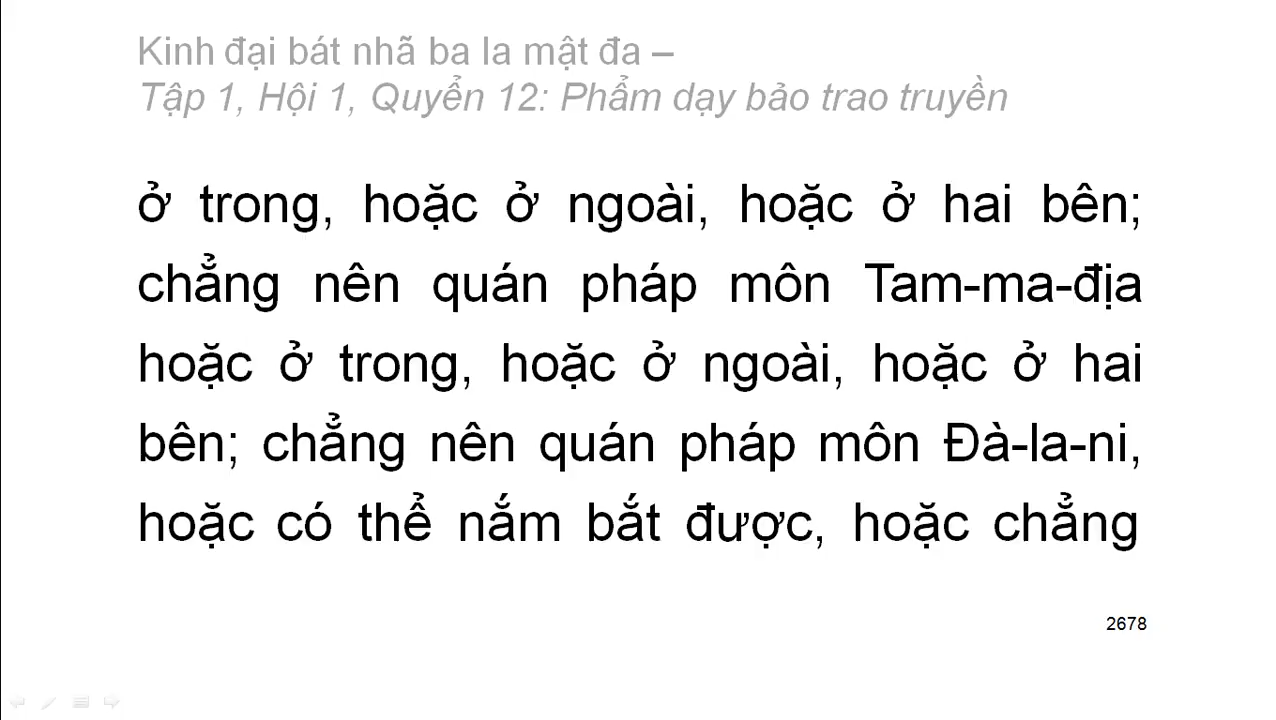 Kinh đại bát nhã ba la mật đa –
Tập 1, Hội 1, Quyển 12: Phẩm dạy bảo trao truyền
ở trong, hoặc ở ngoài, hoặc ở hai bên;
chẳng nên quán pháp môn Tam-ma-địa
hoặc ở trong, hoặc ở ngoài, hoặc ở hai
bên; chẳng nên quán pháp môn Đà-la-ni,
hoặc có thể nắm bắt được, hoặc chẳng
2678